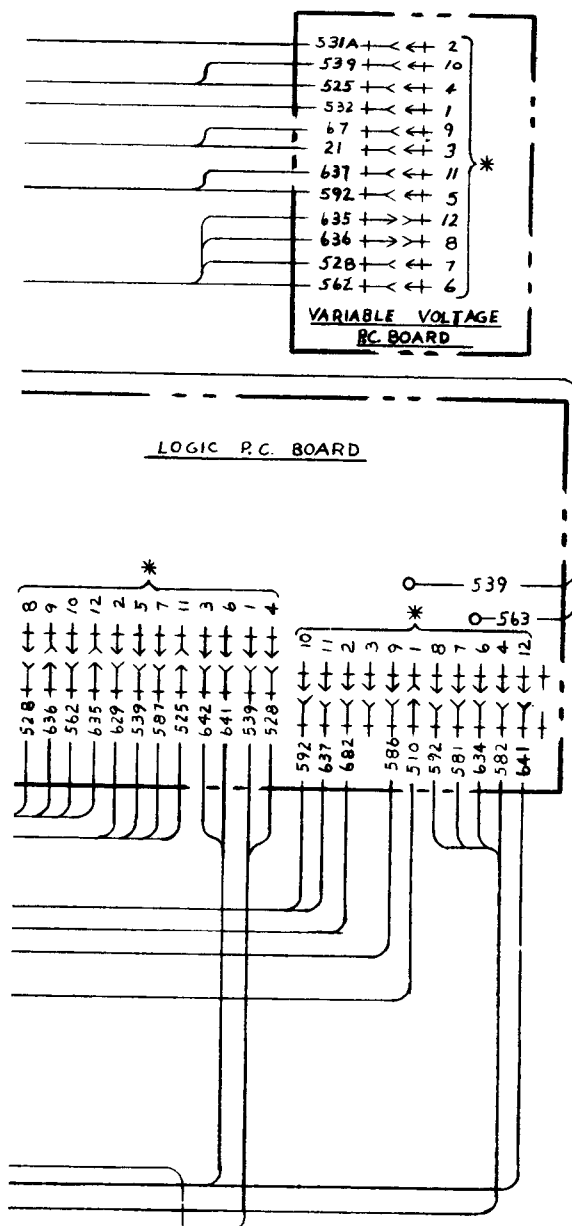 531A 2
539 10
525 4
532 1
67 9
21 3
637 11
592 5
635 12
636 8
528 7
562 6
*
VARIABLE VOLTAGE
P.C. BOARD
LOGIC P.C. BOARD
*
8 9 10 12 2 5 7 11 3 6 1 4
528 636 562 635 629 539 587 525 642 641 539 528
539
563
*
10 11 2 3 9 1 8 7 6 4 12
592 637 682 586 510 592 581 634 582 641